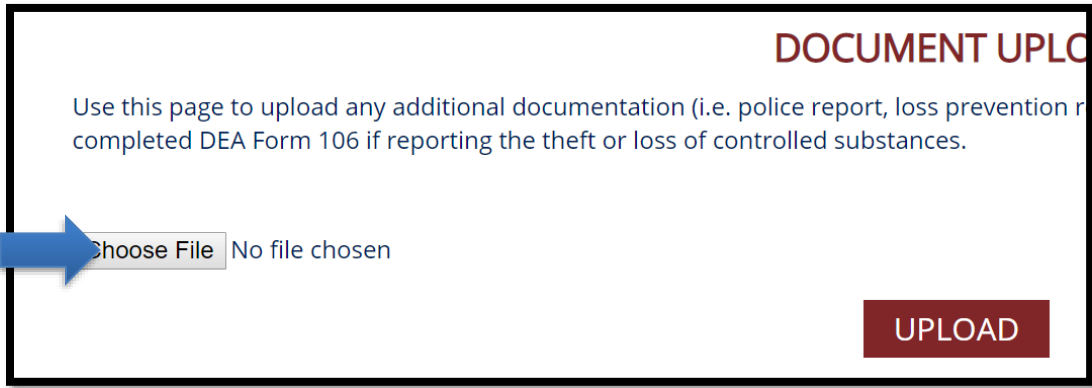 DOCUMENT
Use this page to upload any additional documentation (i.e. police report, loss prevention
completed DEA Form 106 if reporting the theft or loss of controlled substances.
Choose File No file chosen
UPLOAD